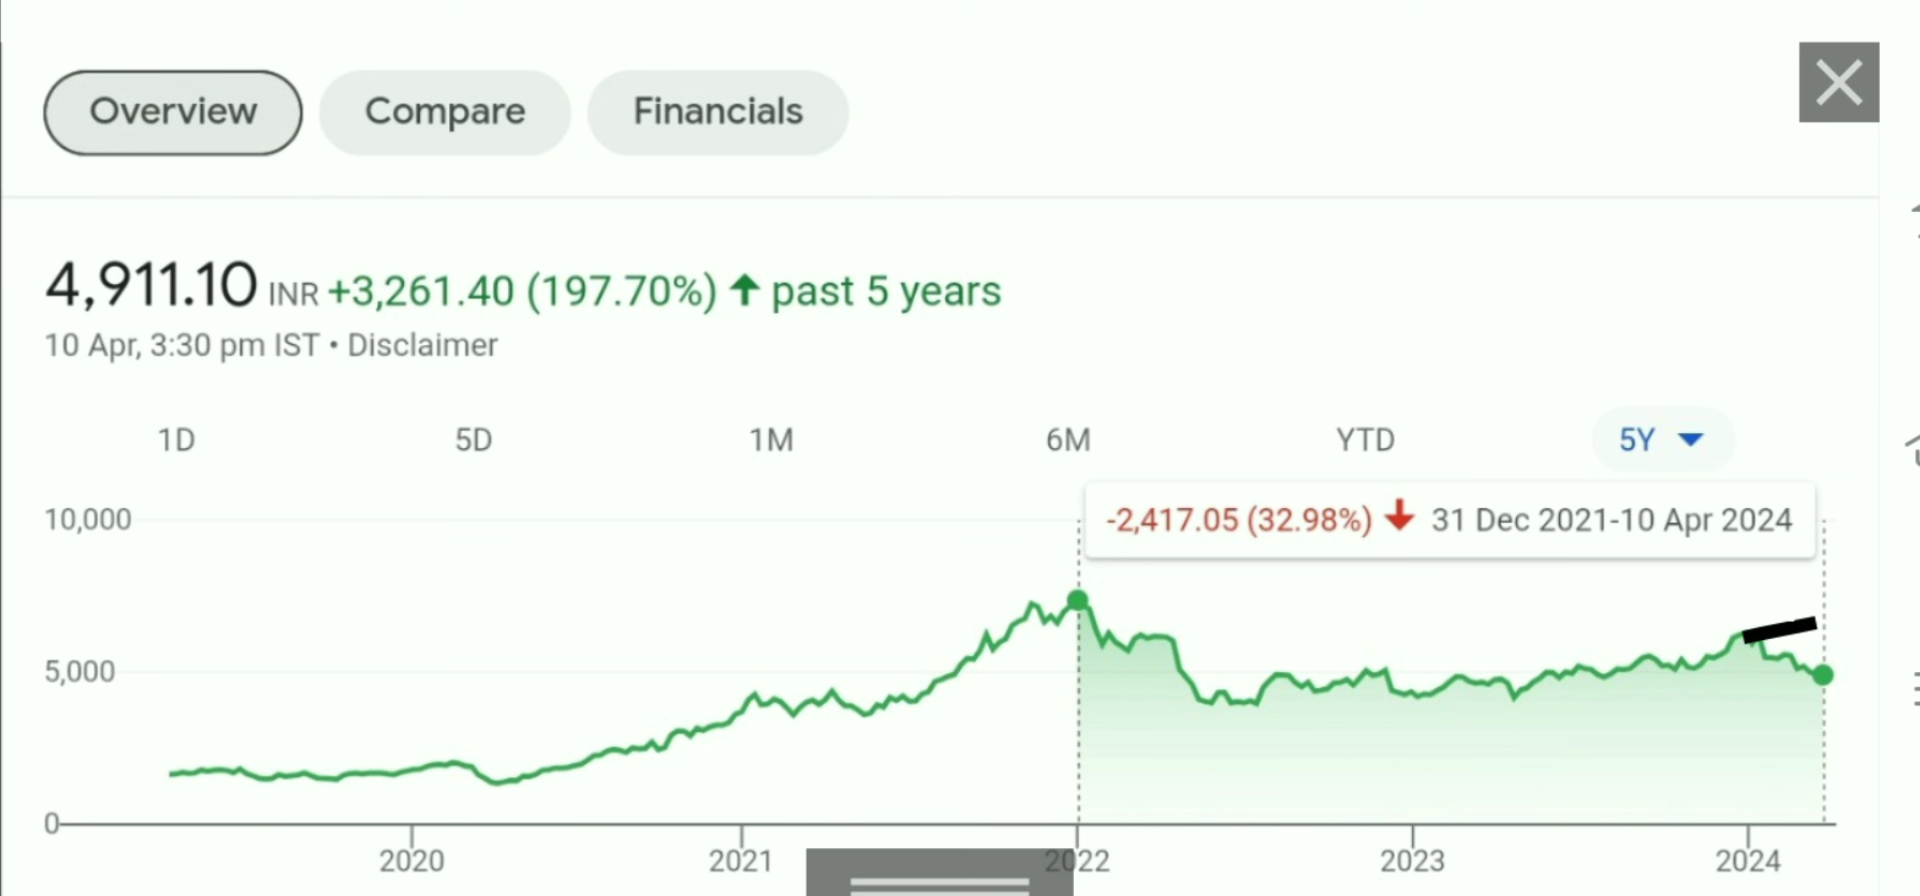 Overview Compare Financials
4,911.10 INR +3,261.40 (197.70%) ↑ past 5 years
10 Apr, 3:30 pm IST • Disclaimer
1D 5D 1M 6M YTD 5Y
-2,417.05 (32.98%) ↓ 31 Dec 2021-10 Apr 2024
10,000
5,000
0
2020 2021 2022 2023 2024